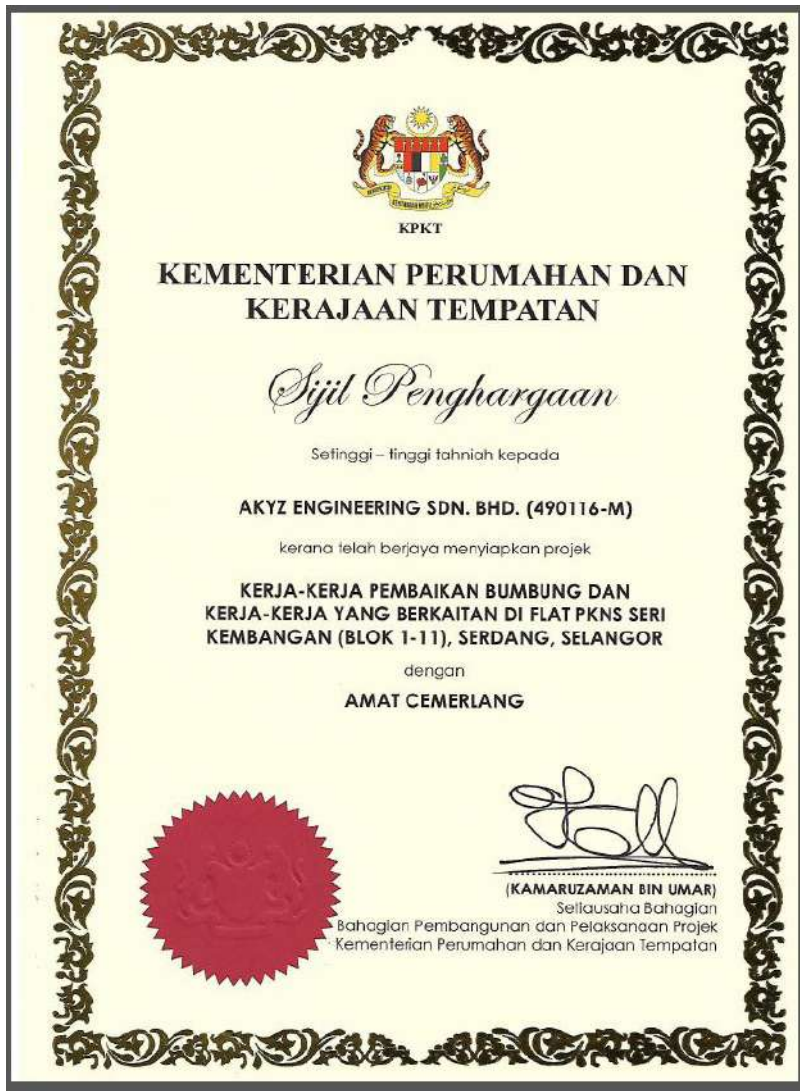 KPKT
KEMENTERIAN PERUMAHAN DAN
KERAJAAN TEMPATAN
Sijil Penghargaan
Setinggi – tinggi tahniah kepada
AKYZ ENGINEERING SDN. BHD. (490116-M)
kerana telah berjaya menyiapkan projek
KERJA-KERJA PEMBAIKAN BUMBUNG DAN
KERJA-KERJA YANG BERKAITAN DI FLAT PKNS SERI
KEMBANGAN (BLOK 1-11), SERDANG, SELANGOR
dengan
AMAT CEMERLANG
(KAMARUZAMAN BIN UMAR)
Setiausaha Bahagian
Bahagian Pembangunan dan Pelaksanaan Projek
Kementerian Perumahan dan Kerajaan Tempatan